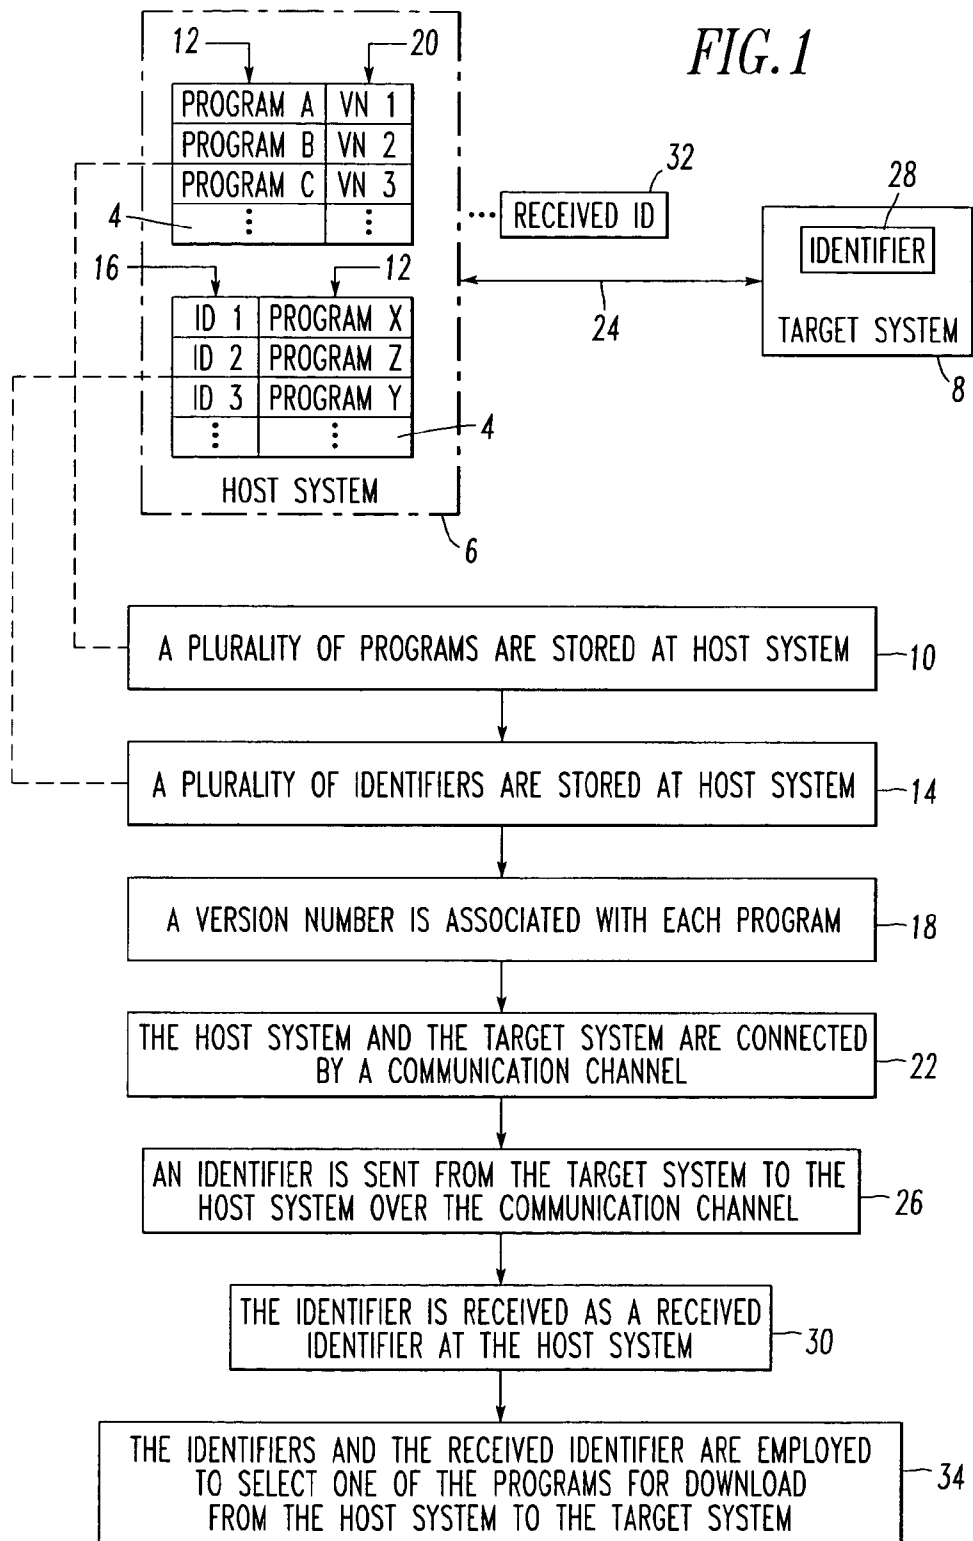 FIG. 1
12 20
PROGRAM A VN 1
PROGRAM B VN 2
PROGRAM C VN 3
4
32
RECEIVED ID
28
IDENTIFIER
TARGET SYSTEM
8
24
16 12
ID 1 PROGRAM X
ID 2 PROGRAM Z
ID 3 PROGRAM Y
4
HOST SYSTEM
6
A PLURALITY OF PROGRAMS ARE STORED AT HOST SYSTEM
10
A PLURALITY OF IDENTIFIERS ARE STORED AT HOST SYSTEM
14
A VERSION NUMBER IS ASSOCIATED WITH EACH PROGRAM
18
THE HOST SYSTEM AND THE TARGET SYSTEM ARE CONNECTED
BY A COMMUNICATION CHANNEL
22
AN IDENTIFIER IS SENT FROM THE TARGET SYSTEM TO THE
HOST SYSTEM OVER THE COMMUNICATION CHANNEL
26
THE IDENTIFIER IS RECEIVED AS A RECEIVED
IDENTIFIER AT THE HOST SYSTEM
30
THE IDENTIFIERS AND THE RECEIVED IDENTIFIER ARE EMPLOYED
TO SELECT ONE OF THE PROGRAMS FOR DOWNLOAD
FROM THE HOST SYSTEM TO THE TARGET SYSTEM
34